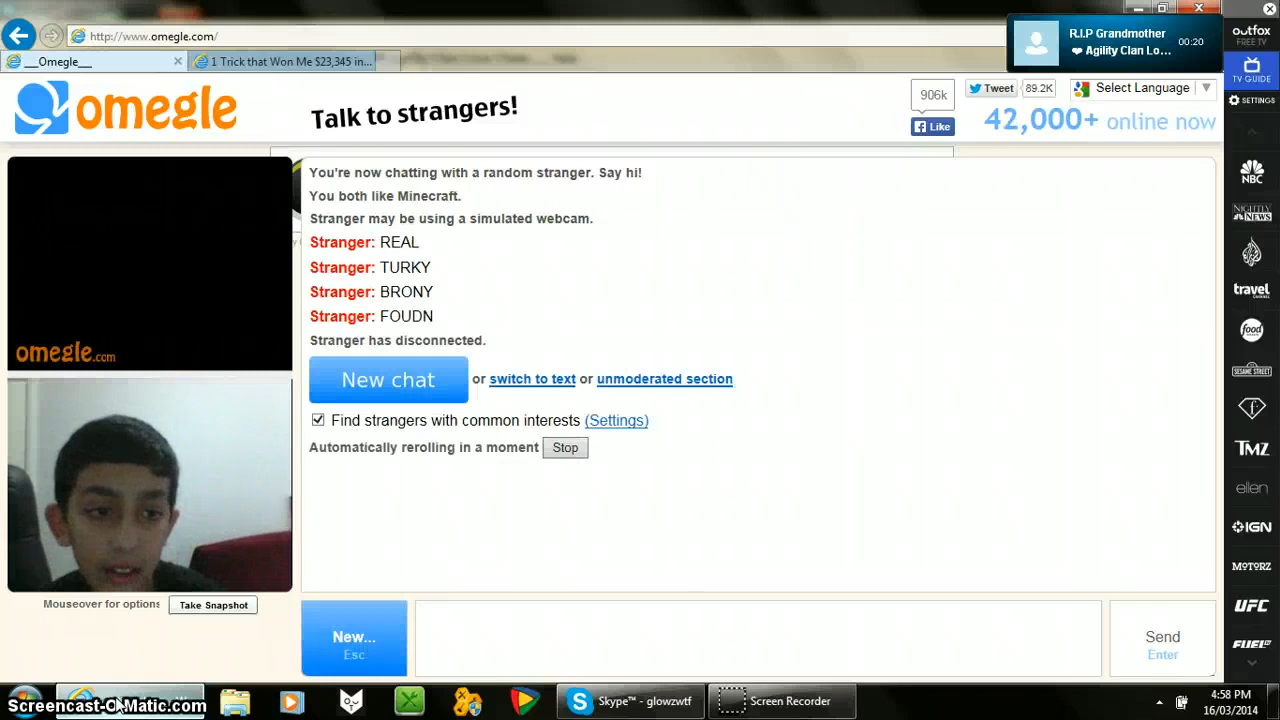 http://www.omegle.com/
R.I.P Grandmother
❤ Agility Clan Lo...
00:20
__Omegle__
1 Trick that Won Me $23,345 in...
omegle
Talk to strangers!
906k
Like
Tweet
89.2K
Select Language
42,000+ online now
You're now chatting with a random stranger. Say hi!
You both like Minecraft.
Stranger may be using a simulated webcam.
Stranger: REAL
Stranger: TURKY
Stranger: BRONY
Stranger: FOUDN
Stranger has disconnected.
New chat or switch to text or unmoderated section
Find strangers with common interests (Settings)
Automatically rerolling in a moment Stop
omegle.com
Mouseover for options Take Snapshot
New...
Esc
Send
Enter
outfox
FREE TV
TV GUIDE
SETTINGS
NBC
NIGHTLY NEWS
travel
food
SESAME STREET
TMZ
ellen
IGN
MOTORZ
UFC
FUEL
Screencast-O-Matic.com
Skype™ - glowzwtf
Screen Recorder
4:58 PM
16/03/2014